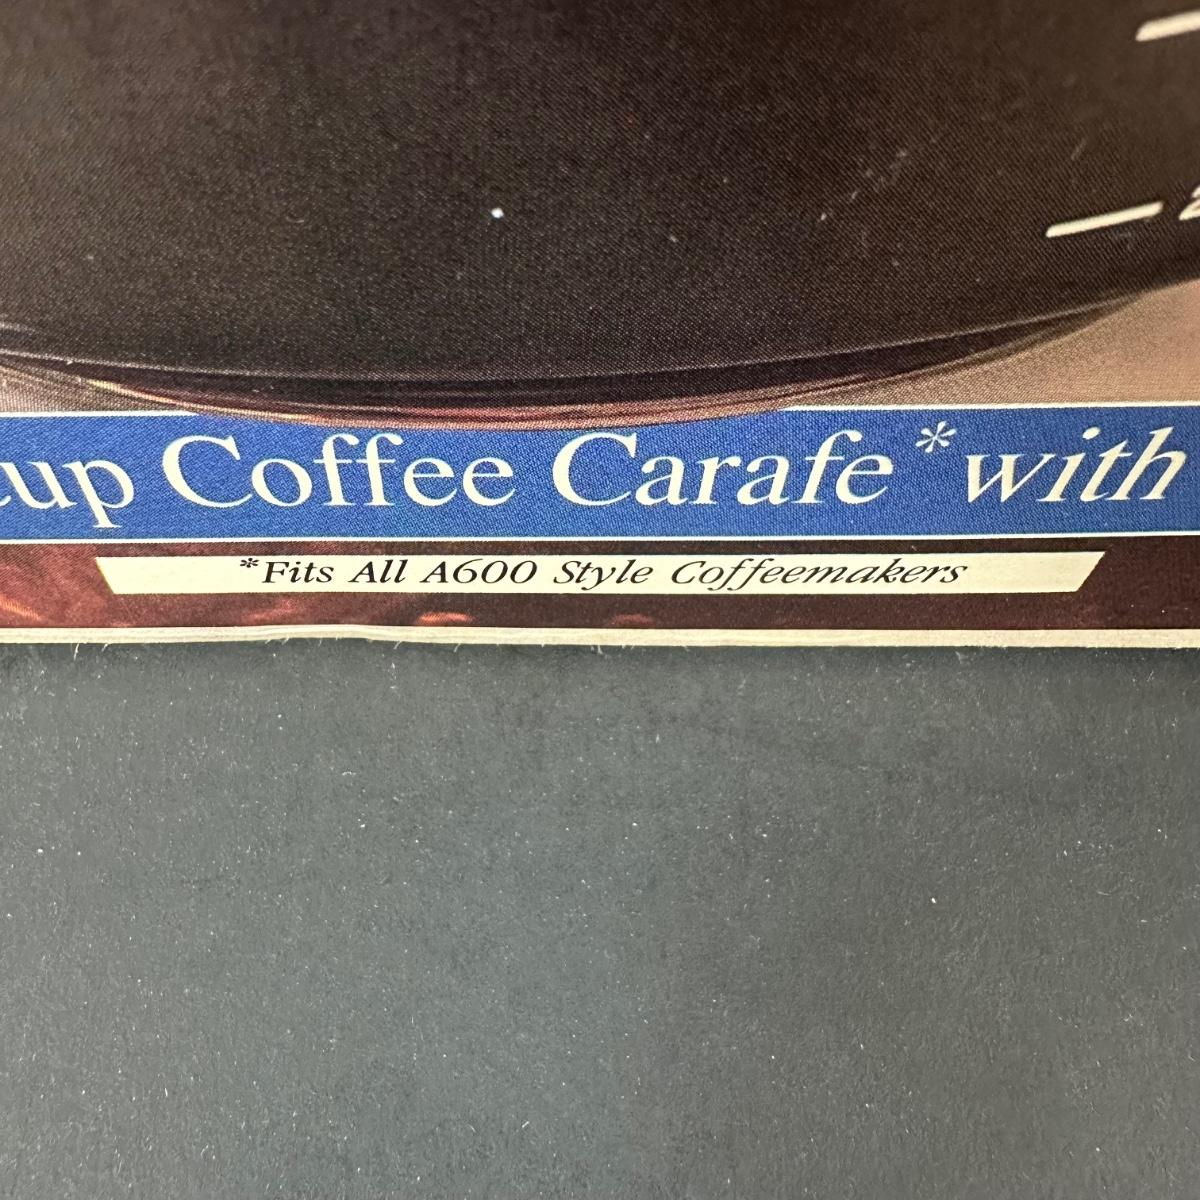 cup Coffee Carafe* with
*Fits All A600 Style Coffeemakers